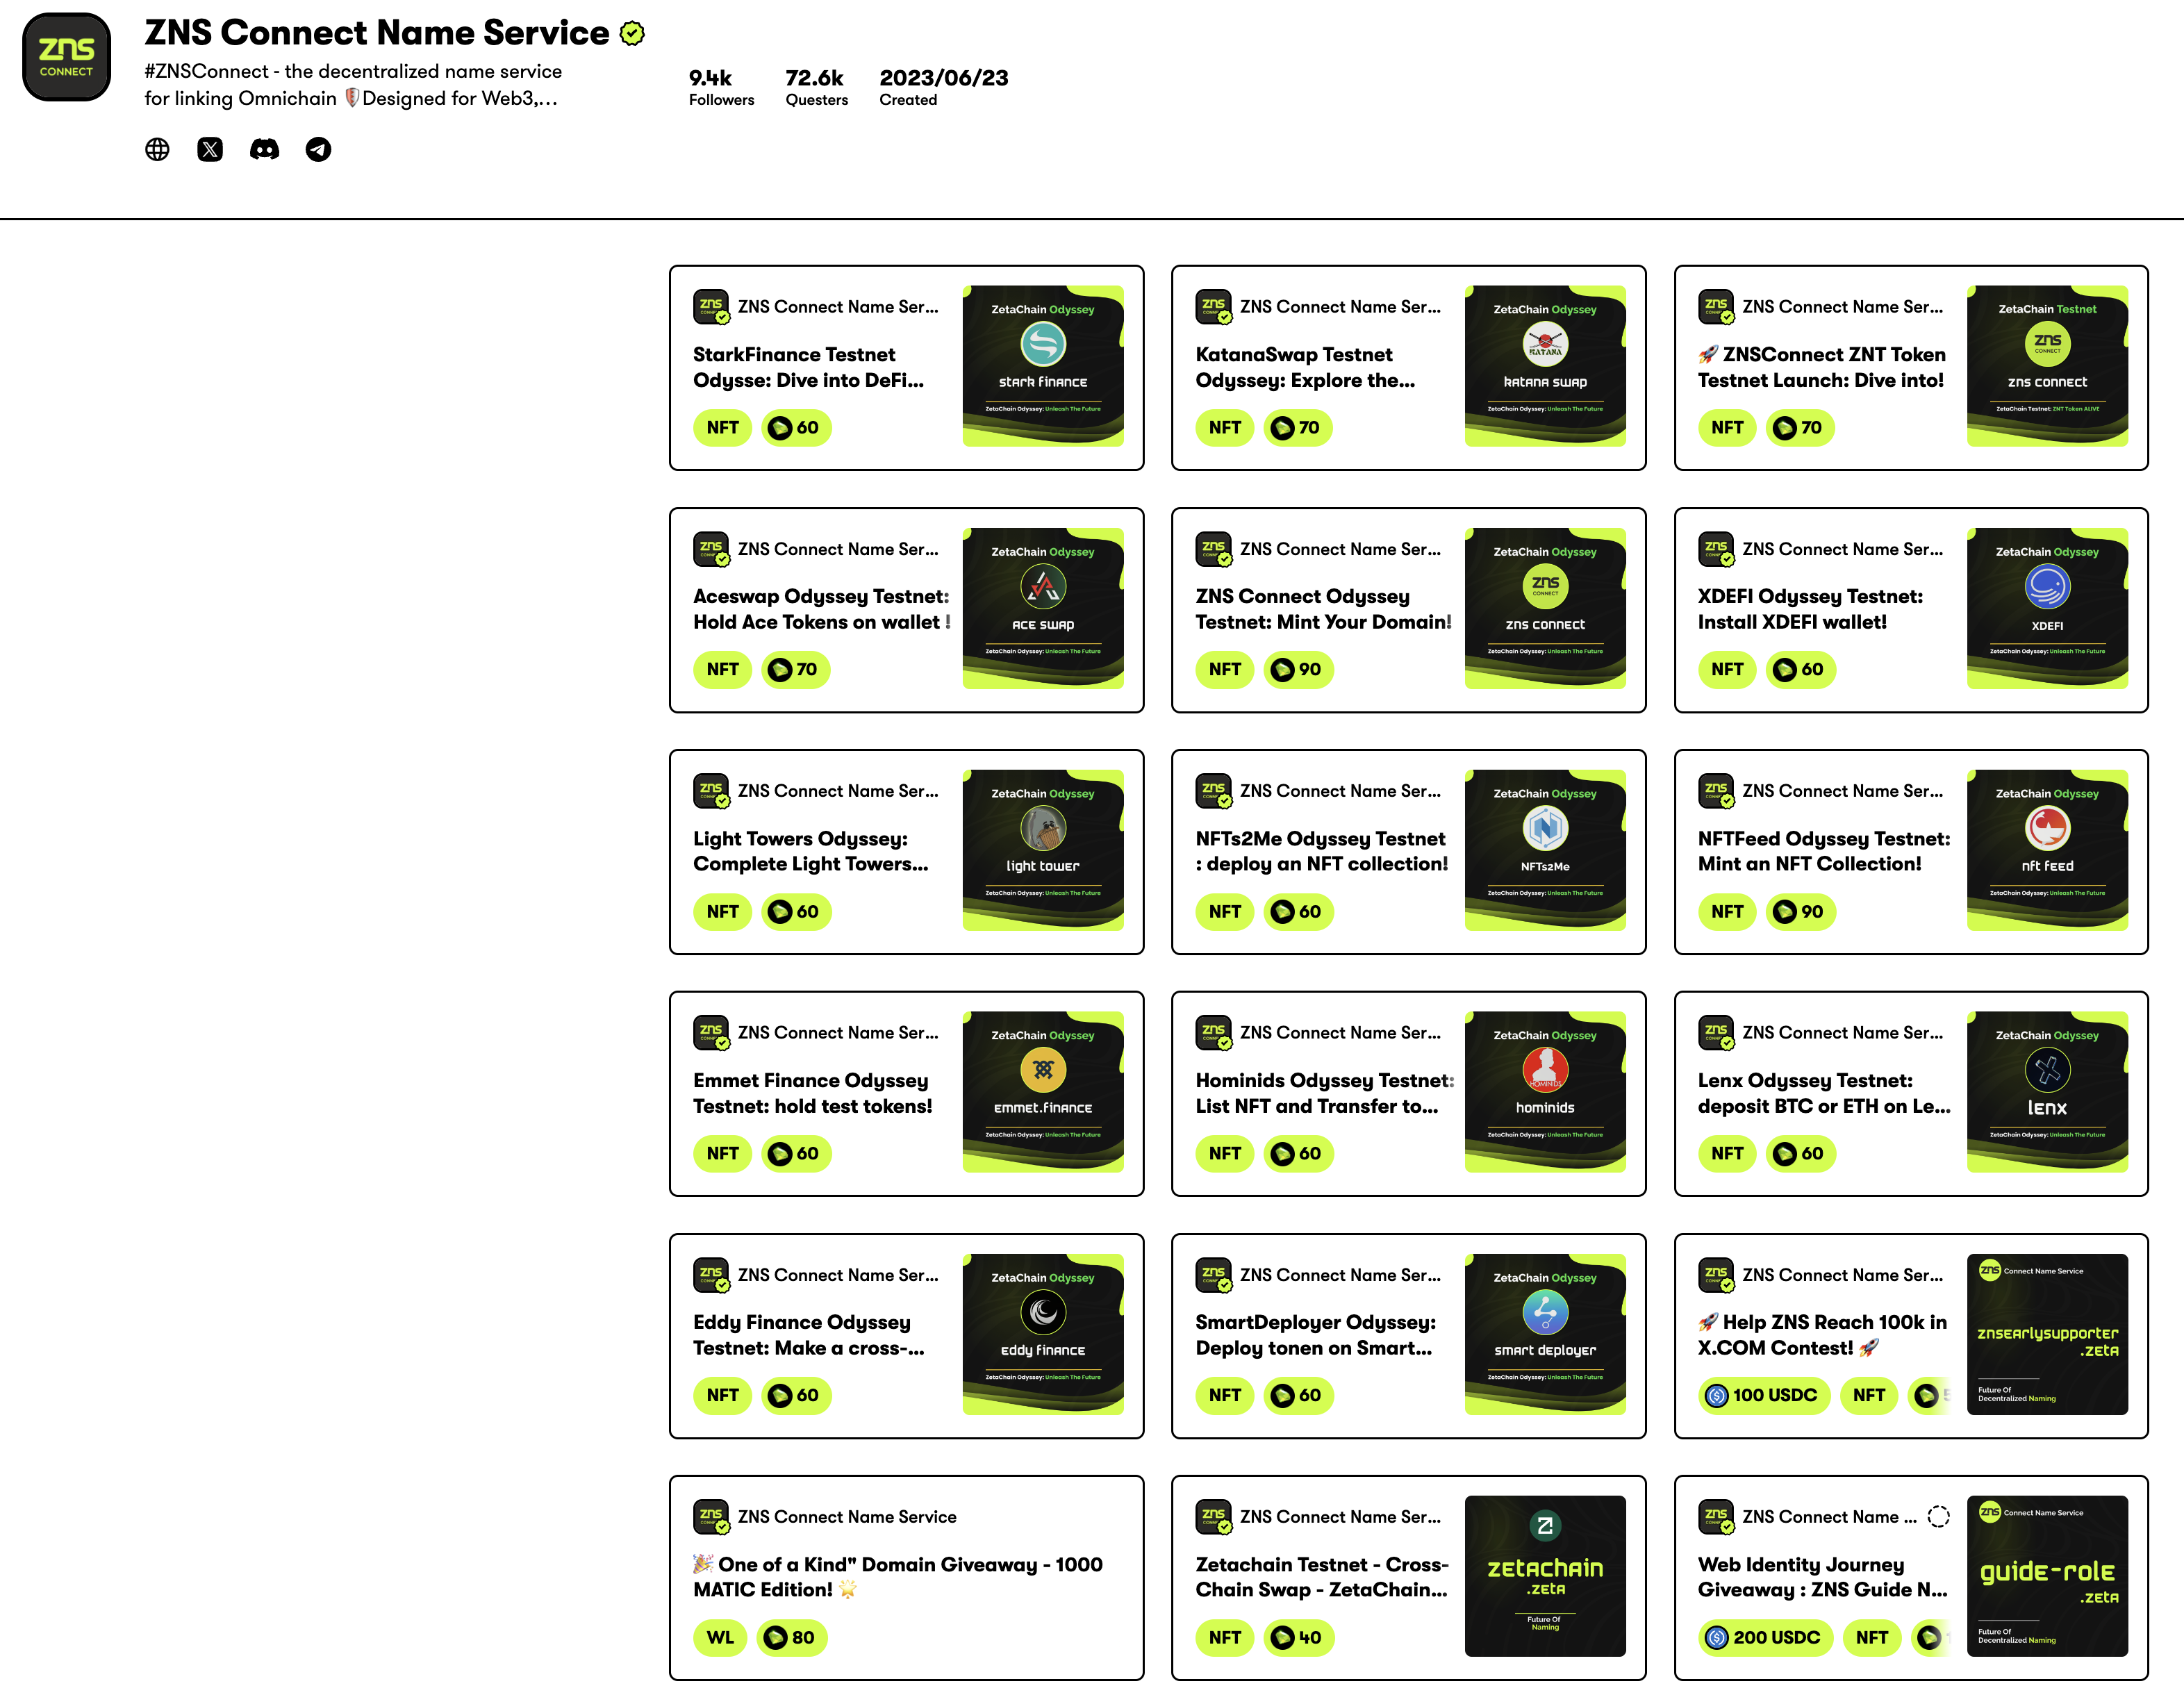 ZNS CONNECT
ZNS Connect Name Service
#ZNSConnect - the decentralized name service
for linking Omnichain 🛡️Designed for Web3,...
9.4k
Followers
72.6k
Questers
2023/06/23
Created
ZNS Connect Name Ser...
StarkFinance Testnet
Odysse: Dive into DeFi...
NFT 60
ZetaChain Odyssey
stark finance
ZetaChain Odyssey: Unleash The Future
ZNS Connect Name Ser...
KatanaSwap Testnet
Odyssey: Explore the...
NFT 70
ZetaChain Odyssey
KATANA
katana swap
ZetaChain Odyssey: Unleash The Future
ZNS Connect Name Ser...
🚀 ZNSConnect ZNT Token
Testnet Launch: Dive into!
NFT 70
ZetaChain Testnet
ZNS CONNECT
zns connect
ZetaChain Testnet: ZNT Token ALIVE
ZNS Connect Name Ser...
Aceswap Odyssey Testnet:
Hold Ace Tokens on wallet !
NFT 70
ZetaChain Odyssey
ace swap
ZetaChain Odyssey: Unleash The Future
ZNS Connect Name Ser...
ZNS Connect Odyssey
Testnet: Mint Your Domain!
NFT 90
ZetaChain Odyssey
ZNS CONNECT
zns connect
ZetaChain Odyssey: Unleash The Future
ZNS Connect Name Ser...
XDEFI Odyssey Testnet:
Install XDEFI wallet!
NFT 60
ZetaChain Odyssey
XDEFI
ZetaChain Odyssey: Unleash The Future
ZNS Connect Name Ser...
Light Towers Odyssey:
Complete Light Towers...
NFT 60
ZetaChain Odyssey
light tower
ZetaChain Odyssey: Unleash The Future
ZNS Connect Name Ser...
NFTs2Me Odyssey Testnet
: deploy an NFT collection!
NFT 60
ZetaChain Odyssey
NFTs2Me
ZetaChain Odyssey: Unleash The Future
ZNS Connect Name Ser...
NFTFeed Odyssey Testnet:
Mint an NFT Collection!
NFT 90
ZetaChain Odyssey
nft feed
ZetaChain Odyssey: Unleash The Future
ZNS Connect Name Ser...
Emmet Finance Odyssey
Testnet: hold test tokens!
NFT 60
ZetaChain Odyssey
emmet.finance
ZetaChain Odyssey: Unleash The Future
ZNS Connect Name Ser...
Hominids Odyssey Testnet:
List NFT and Transfer to...
NFT 60
ZetaChain Odyssey
HOMINIDS
hominids
ZetaChain Odyssey: Unleash The Future
ZNS Connect Name Ser...
Lenx Odyssey Testnet:
deposit BTC or ETH on Le...
NFT 60
ZetaChain Odyssey
lenx
ZetaChain Odyssey: Unleash The Future
ZNS Connect Name Ser...
Eddy Finance Odyssey
Testnet: Make a cross-...
NFT 60
ZetaChain Odyssey
Eddy finance
ZetaChain Odyssey: Unleash The Future
ZNS Connect Name Ser...
SmartDeployer Odyssey:
Deploy tonen on Smart...
NFT 60
ZetaChain Odyssey
smart deployer
ZetaChain Odyssey: Unleash The Future
ZNS Connect Name Ser...
🚀 Help ZNS Reach 100k in
X.COM Contest! 🚀
100 USDC NFT
ZNS Connect Name Service
znsearlysupporter
.zeta
Future Of
Decentralized Naming
ZNS Connect Name Service
🎉 One of a Kind" Domain Giveaway - 1000
MATIC Edition! 🌟
WL 80
ZNS Connect Name Ser...
Zetachain Testnet - Cross-
Chain Swap - ZetaChain...
NFT 40
zetachain
.zeta
Future Of
Naming
ZNS Connect Name ...
Web Identity Journey
Giveaway : ZNS Guide N...
200 USDC NFT
ZNS Connect Name Service
guide-role
.zeta
Future Of
Decentralized Naming